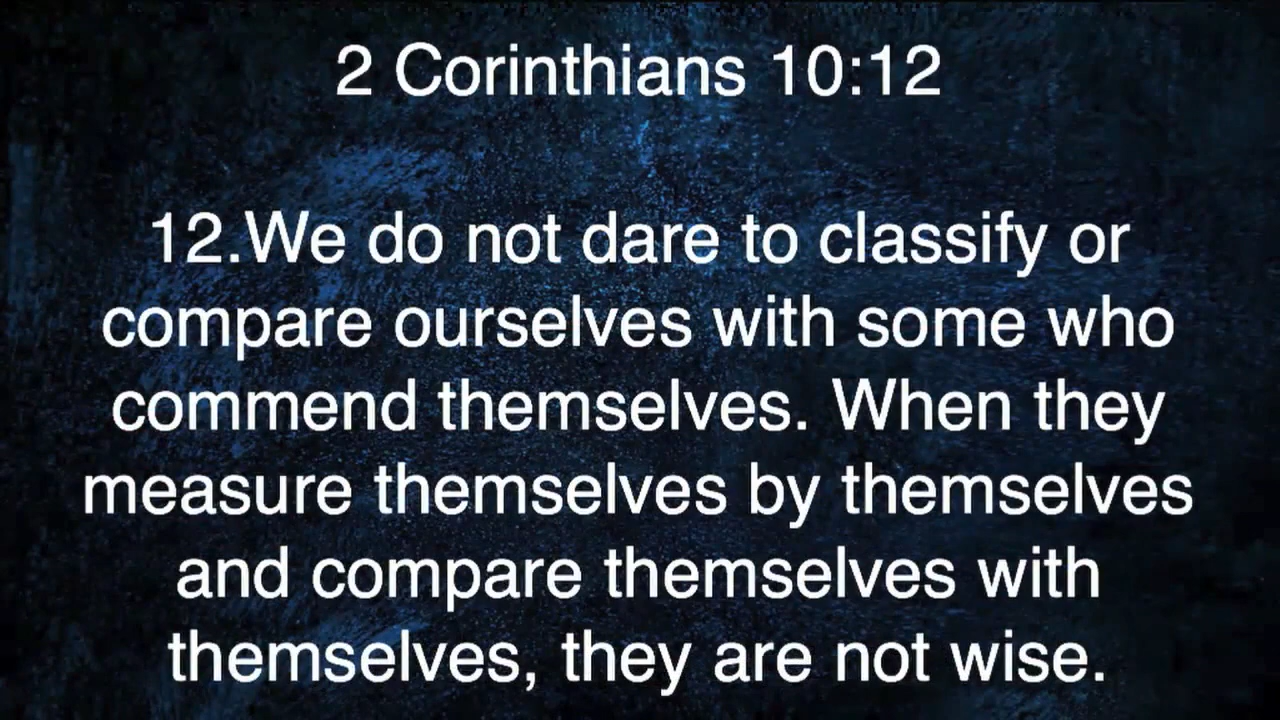 2 Corinthians 10:12
12.We do not dare to classify or
compare ourselves with some who
commend themselves. When they
measure themselves by themselves
and compare themselves with
themselves, they are not wise.